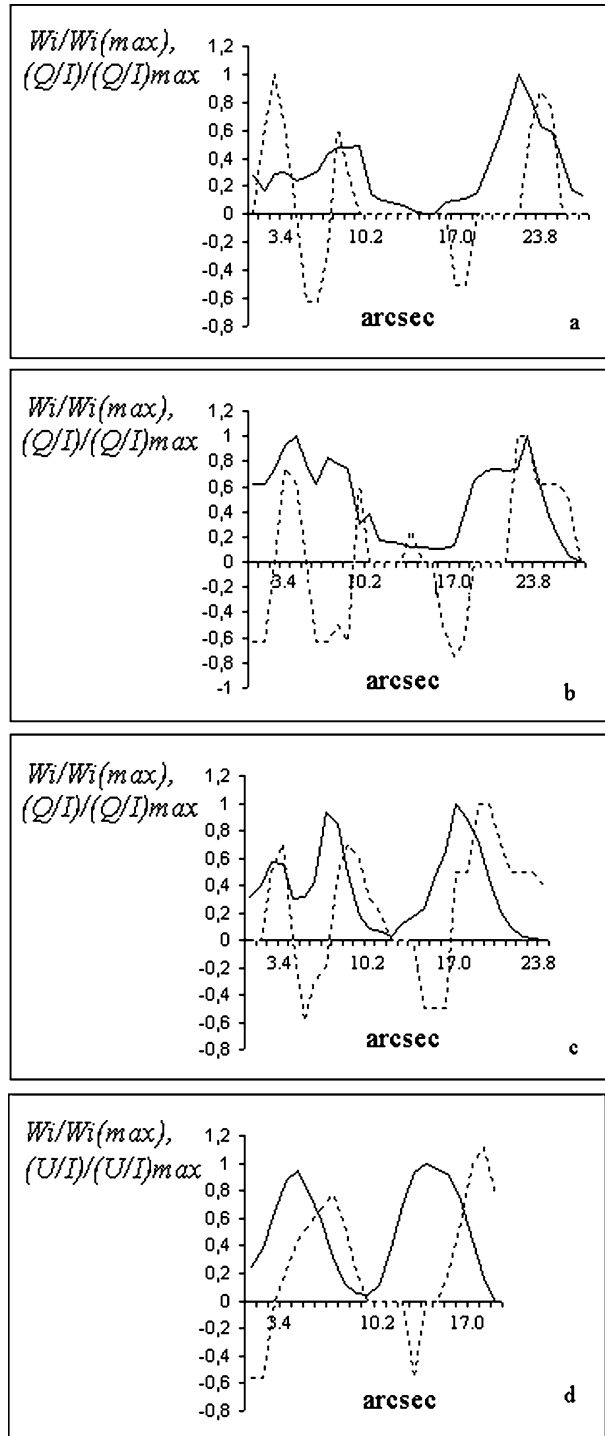 Wi/Wi(max),
(Q/I)/(Q/I)max
1,2
1
0,8
0,6
0,4
0,2
0
-0,2
-0,4
-0,6
-0,8
3.4 10.2 17.0 23.8
arcsec
a
Wi/Wi(max),
(Q/I)/(Q/I)max
1,2
1
0,8
0,6
0,4
0,2
0
-0,2
-0,4
-0,6
-0,8
-1
3.4 10.2 17.0 23.8
arcsec
b
Wi/Wi(max),
(Q/I)/(Q/I)max
1,2
1
0,8
0,6
0,4
0,2
0
-0,2
-0,4
-0,6
-0,8
3.4 10.2 17.0 23.8
arcsec
c
Wi/Wi(max),
(U/I)/(U/I)max
1,2
1
0,8
0,6
0,4
0,2
0
-0,2
-0,4
-0,6
-0,8
3.4 10.2 17.0
arcsec
d